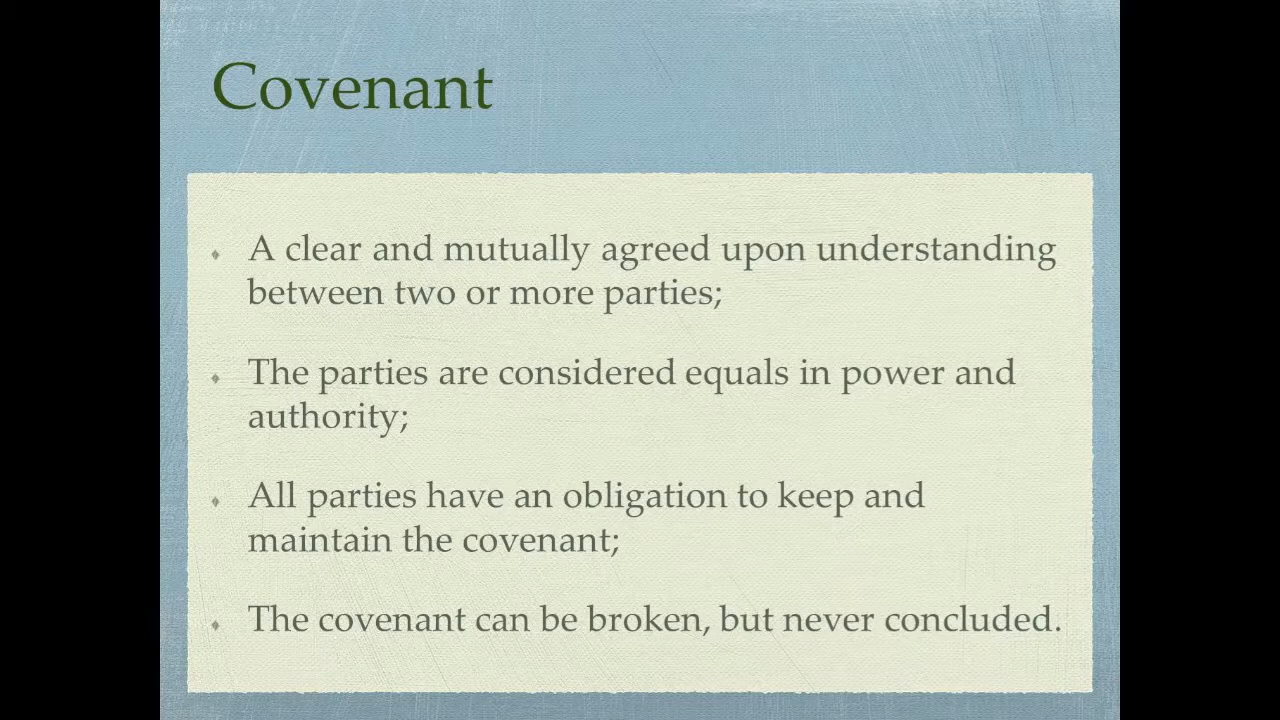 Covenant
A clear and mutually agreed upon understanding
between two or more parties;
The parties are considered equals in power and
authority;
All parties have an obligation to keep and
maintain the covenant;
The covenant can be broken, but never concluded.